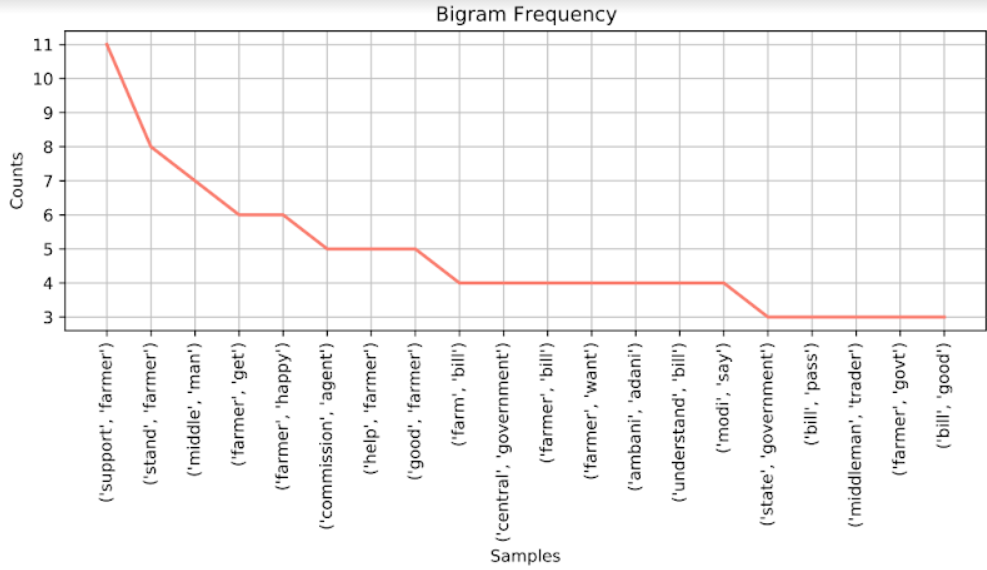 Bigram Frequency
11
10
9
8
7
6
5
4
3
Counts
('support', 'farmer')
('stand', 'farmer')
('middle', 'man')
('farmer', 'get')
('farmer', 'happy')
('commission', 'agent')
('help', 'farmer')
('good', 'farmer')
('farm', 'bill')
('central', 'government')
('farmer', 'bill')
('farmer', 'want')
('ambani', 'adani')
('understand', 'bill')
('modi', 'say')
('state', 'government')
('bill', 'pass')
('middleman', 'trader')
('farmer', 'govt')
('bill', 'good')
Samples